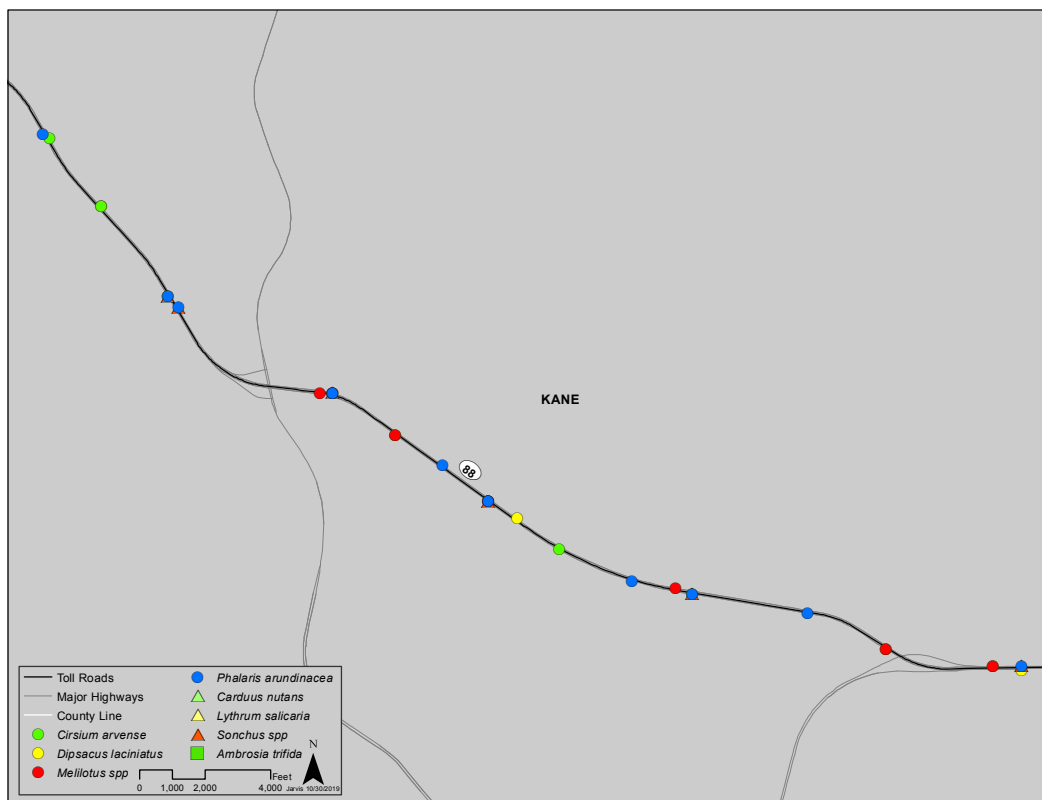 KANE
88
Toll Roads
Major Highways
County Line
Cirsium arvense
Dipsacus laciniatus
Melilotus spp
Phalaris arundinacea
Carduus nutans
Lythrum salicaria
Sonchus spp
Ambrosia trifida
N
Feet
0 1,000 2,000 4,000
Jarvis 10/30/2019